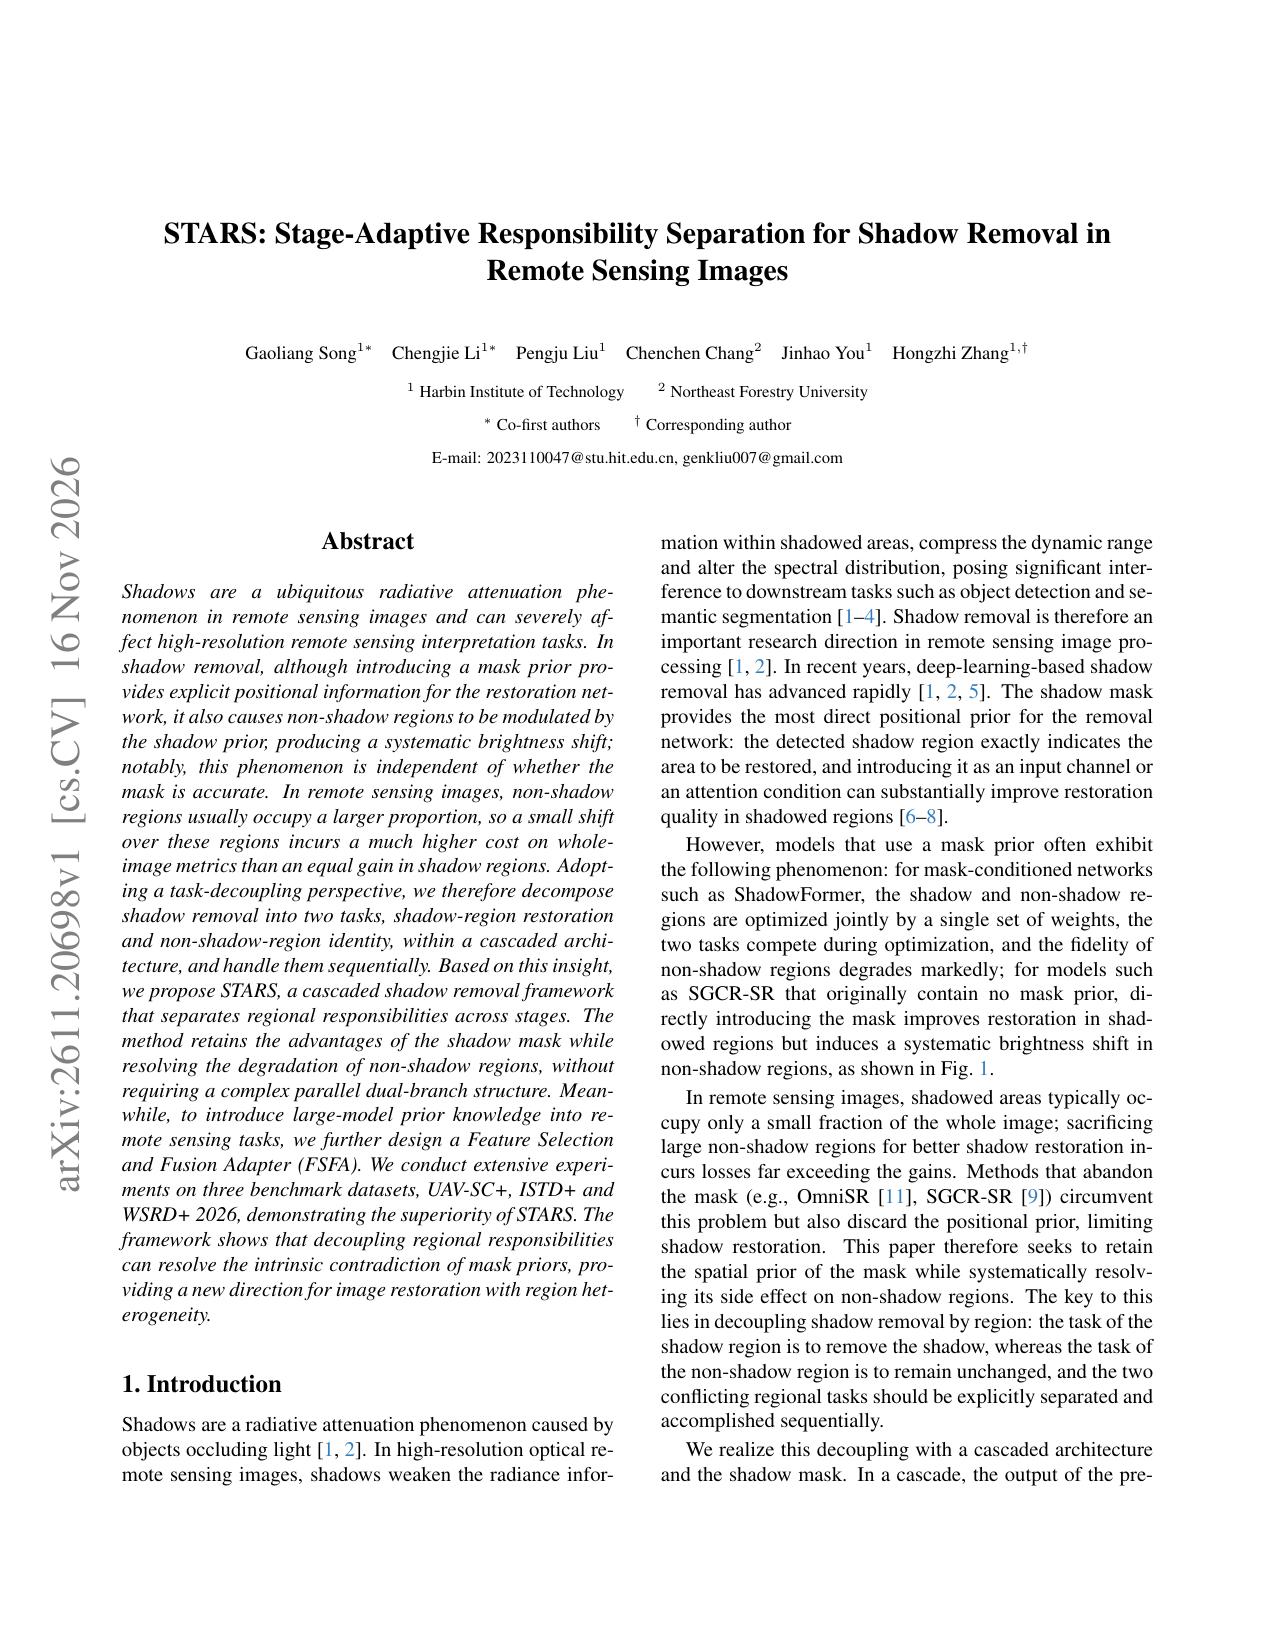 STARS: Stage-Adaptive Responsibility Separation for Shadow Removal in
Remote Sensing Images
Gaoliang Song1∗ Chengjie Li1∗ Pengju Liu1 Chenchen Chang2 Jinhao You1 Hongzhi Zhang1,†
1 Harbin Institute of Technology 2 Northeast Forestry University
∗ Co-first authors † Corresponding author
E-mail: 2023110047@stu.hit.edu.cn, genkliu007@gmail.com
arXiv:2611.20698v1 [cs.CV] 16 Nov 2026
Abstract
Shadows are a ubiquitous radiative attenuation phe-
nomenon in remote sensing images and can severely af-
fect high-resolution remote sensing interpretation tasks. In
shadow removal, although introducing a mask prior pro-
vides explicit positional information for the restoration net-
work, it also causes non-shadow regions to be modulated by
the shadow prior, producing a systematic brightness shift;
notably, this phenomenon is independent of whether the
mask is accurate. In remote sensing images, non-shadow
regions usually occupy a larger proportion, so a small shift
over these regions incurs a much higher cost on whole-
image metrics than an equal gain in shadow regions. Adopt-
ing a task-decoupling perspective, we therefore decompose
shadow removal into two tasks, shadow-region restoration
and non-shadow-region identity, within a cascaded archi-
tecture, and handle them sequentially. Based on this insight,
we propose STARS, a cascaded shadow removal framework
that separates regional responsibilities across stages. The
method retains the advantages of the shadow mask while
resolving the degradation of non-shadow regions, without
requiring a complex parallel dual-branch structure. Mean-
while, to introduce large-model prior knowledge into re-
mote sensing tasks, we further design a Feature Selection
and Fusion Adapter (FSFA). We conduct extensive experi-
ments on three benchmark datasets, UAV-SC+, ISTD+ and
WSRD+ 2026, demonstrating the superiority of STARS. The
framework shows that decoupling regional responsibilities
can resolve the intrinsic contradiction of mask priors, pro-
viding a new direction for image restoration with region het-
erogeneity.
1. Introduction
Shadows are a radiative attenuation phenomenon caused by
objects occluding light [1, 2]. In high-resolution optical re-
mote sensing images, shadows weaken the radiance infor-
mation within shadowed areas, compress the dynamic range
and alter the spectral distribution, posing significant inter-
ference to downstream tasks such as object detection and se-
mantic segmentation [1–4]. Shadow removal is therefore an
important research direction in remote sensing image pro-
cessing [1, 2]. In recent years, deep-learning-based shadow
removal has advanced rapidly [1, 2, 5]. The shadow mask
provides the most direct positional prior for the removal
network: the detected shadow region exactly indicates the
area to be restored, and introducing it as an input channel or
an attention condition can substantially improve restoration
quality in shadowed regions [6–8].
However, models that use a mask prior often exhibit
the following phenomenon: for mask-conditioned networks
such as ShadowFormer, the shadow and non-shadow re-
gions are optimized jointly by a single set of weights, the
two tasks compete during optimization, and the fidelity of
non-shadow regions degrades markedly; for models such
as SGCR-SR that originally contain no mask prior, di-
rectly introducing the mask improves restoration in shad-
owed regions but induces a systematic brightness shift in
non-shadow regions, as shown in Fig. 1.
In remote sensing images, shadowed areas typically oc-
cupy only a small fraction of the whole image; sacrificing
large non-shadow regions for better shadow restoration in-
curs losses far exceeding the gains. Methods that abandon
the mask (e.g., OmniSR [11], SGCR-SR [9]) circumvent
this problem but also discard the positional prior, limiting
shadow restoration. This paper therefore seeks to retain
the spatial prior of the mask while systematically resolv-
ing its side effect on non-shadow regions. The key to this
lies in decoupling shadow removal by region: the task of the
shadow region is to remove the shadow, whereas the task of
the non-shadow region is to remain unchanged, and the two
conflicting regional tasks should be explicitly separated and
accomplished sequentially.
We realize this decoupling with a cascaded architecture
and the shadow mask. In a cascade, the output of the pre-